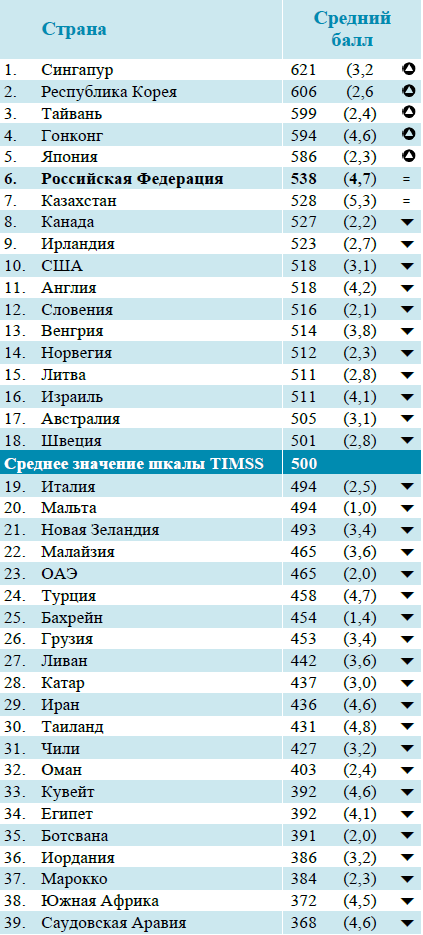 Страна Средний
балл
1. Сингапур 621 (3,2
2. Республика Корея 606 (2,6
3. Тайвань 599 (2,4)
4. Гонконг 594 (4,6)
5. Япония 586 (2,3)
6. Российская Федерация 538 (4,7) =
7. Казахстан 528 (5,3) =
8. Канада 527 (2,2)
9. Ирландия 523 (2,7)
10. США 518 (3,1)
11. Англия 518 (4,2)
12. Словения 516 (2,1)
13. Венгрия 514 (3,8)
14. Норвегия 512 (2,3)
15. Литва 511 (2,8)
16. Израиль 511 (4,1)
17. Австралия 505 (3,1)
18. Швеция 501 (2,8)
Среднее значение шкалы TIMSS 500
19. Италия 494 (2,5)
20. Мальта 494 (1,0)
21. Новая Зеландия 493 (3,4)
22. Малайзия 465 (3,6)
23. ОАЭ 465 (2,0)
24. Турция 458 (4,7)
25. Бахрейн 454 (1,4)
26. Грузия 453 (3,4)
27. Ливан 442 (3,6)
28. Катар 437 (3,0)
29. Иран 436 (4,6)
30. Таиланд 431 (4,8)
31. Чили 427 (3,2)
32. Оман 403 (2,4)
33. Кувейт 392 (4,6)
34. Египет 392 (4,1)
35. Ботсвана 391 (2,0)
36. Иордания 386 (3,2)
37. Марокко 384 (2,3)
38. Южная Африка 372 (4,5)
39. Саудовская Аравия 368 (4,6)